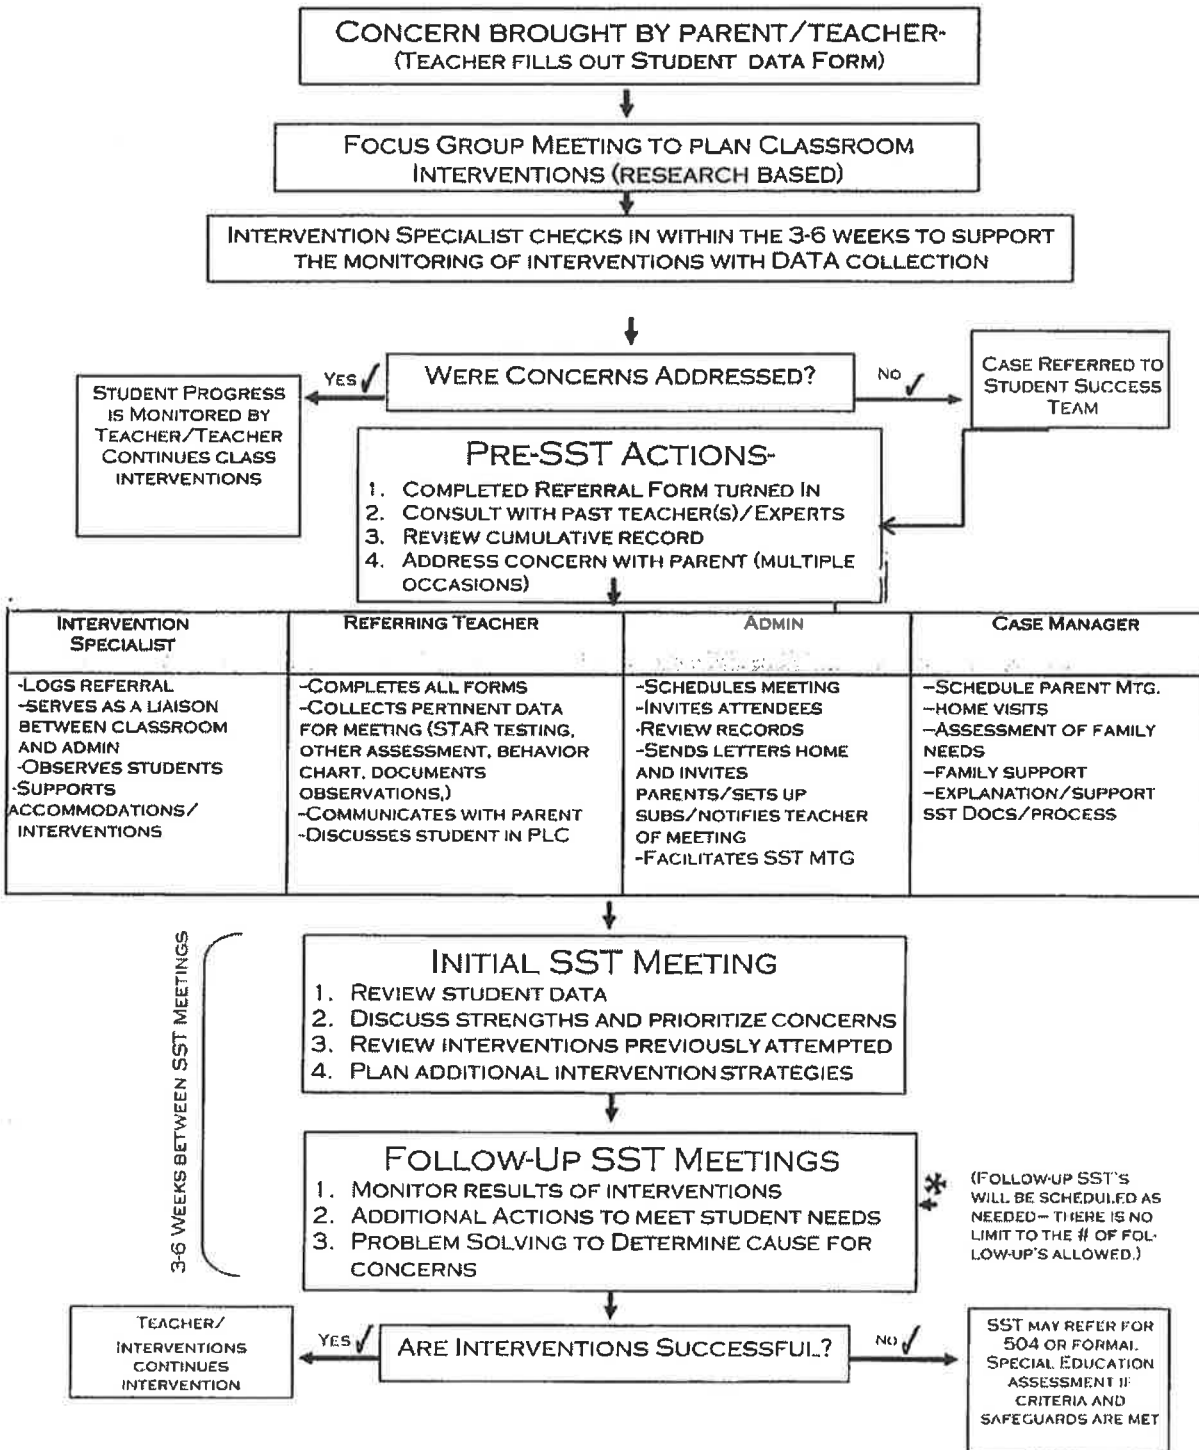 CONCERN BROUGHT BY PARENT/TEACHER-
(TEACHER FILLS OUT STUDENT DATA FORM)
FOCUS GROUP MEETING TO PLAN CLASSROOM
INTERVENTIONS (RESEARCH BASED)
INTERVENTION SPECIALIST CHECKS IN WITHIN THE 3-6 WEEKS TO SUPPORT
THE MONITORING OF INTERVENTIONS WITH DATA COLLECTION
WERE CONCERNS ADDRESSED?
YES ✓
NO ✓
STUDENT PROGRESS
IS MONITORED BY
TEACHER/TEACHER
CONTINUES CLASS
INTERVENTIONS
CASE REFERRED TO
STUDENT SUCCESS
TEAM
PRE-SST ACTIONS-
1. COMPLETED REFERRAL FORM TURNED IN
2. CONSULT WITH PAST TEACHER(S)/EXPERTS
3. REVIEW CUMULATIVE RECORD
4. ADDRESS CONCERN WITH PARENT (MULTIPLE
OCCASIONS)
INTERVENTION
SPECIALIST
-LOGS REFERRAL
-SERVES AS A LIAISON
BETWEEN CLASSROOM
AND ADMIN
-OBSERVES STUDENTS
-SUPPORTS
ACCOMMODATIONS/
INTERVENTIONS
REFERRING TEACHER
-COMPLETES ALL FORMS
-COLLECTS PERTINENT DATA
FOR MEETING (STAR TESTING,
OTHER ASSESSMENT, BEHAVIOR
CHART, DOCUMENTS
OBSERVATIONS,)
-COMMUNICATES WITH PARENT
-DISCUSSES STUDENT IN PLC
ADMIN
-SCHEDULES MEETING
-INVITES ATTENDEES
-REVIEW RECORDS
-SENDS LETTERS HOME
AND INVITES
PARENTS/SETS UP
SUBS/NOTIFIES TEACHER
OF MEETING
-FACILITATES SST MTG
CASE MANAGER
-SCHEDULE PARENT MTG.
-HOME VISITS
-ASSESSMENT OF FAMILY
NEEDS
-FAMILY SUPPORT
-EXPLANATION/SUPPORT
SST DOCS/PROCESS
3-6 WEEKS BETWEEN SST MEETINGS
INITIAL SST MEETING
1. REVIEW STUDENT DATA
2. DISCUSS STRENGTHS AND PRIORITIZE CONCERNS
3. REVIEW INTERVENTIONS PREVIOUSLY ATTEMPTED
4. PLAN ADDITIONAL INTERVENTION STRATEGIES
FOLLOW-UP SST MEETINGS
1. MONITOR RESULTS OF INTERVENTIONS
2. ADDITIONAL ACTIONS TO MEET STUDENT NEEDS
3. PROBLEM SOLVING TO DETERMINE CAUSE FOR
CONCERNS
*
(FOLLOW-UP SST'S
WILL BE SCHEDULED AS
NEEDED— THERE IS NO
LIMIT TO THE # OF FOL-
LOW-UP'S ALLOWED.)
ARE INTERVENTIONS SUCCESSFUL?
YES ✓
NO ✓
TEACHER/
INTERVENTIONS
CONTINUES
INTERVENTION
SST MAY REFER FOR
504 OR FORMAL
SPECIAL EDUCATION
ASSESSMENT IF
CRITERIA AND
SAFEGUARDS ARE MET